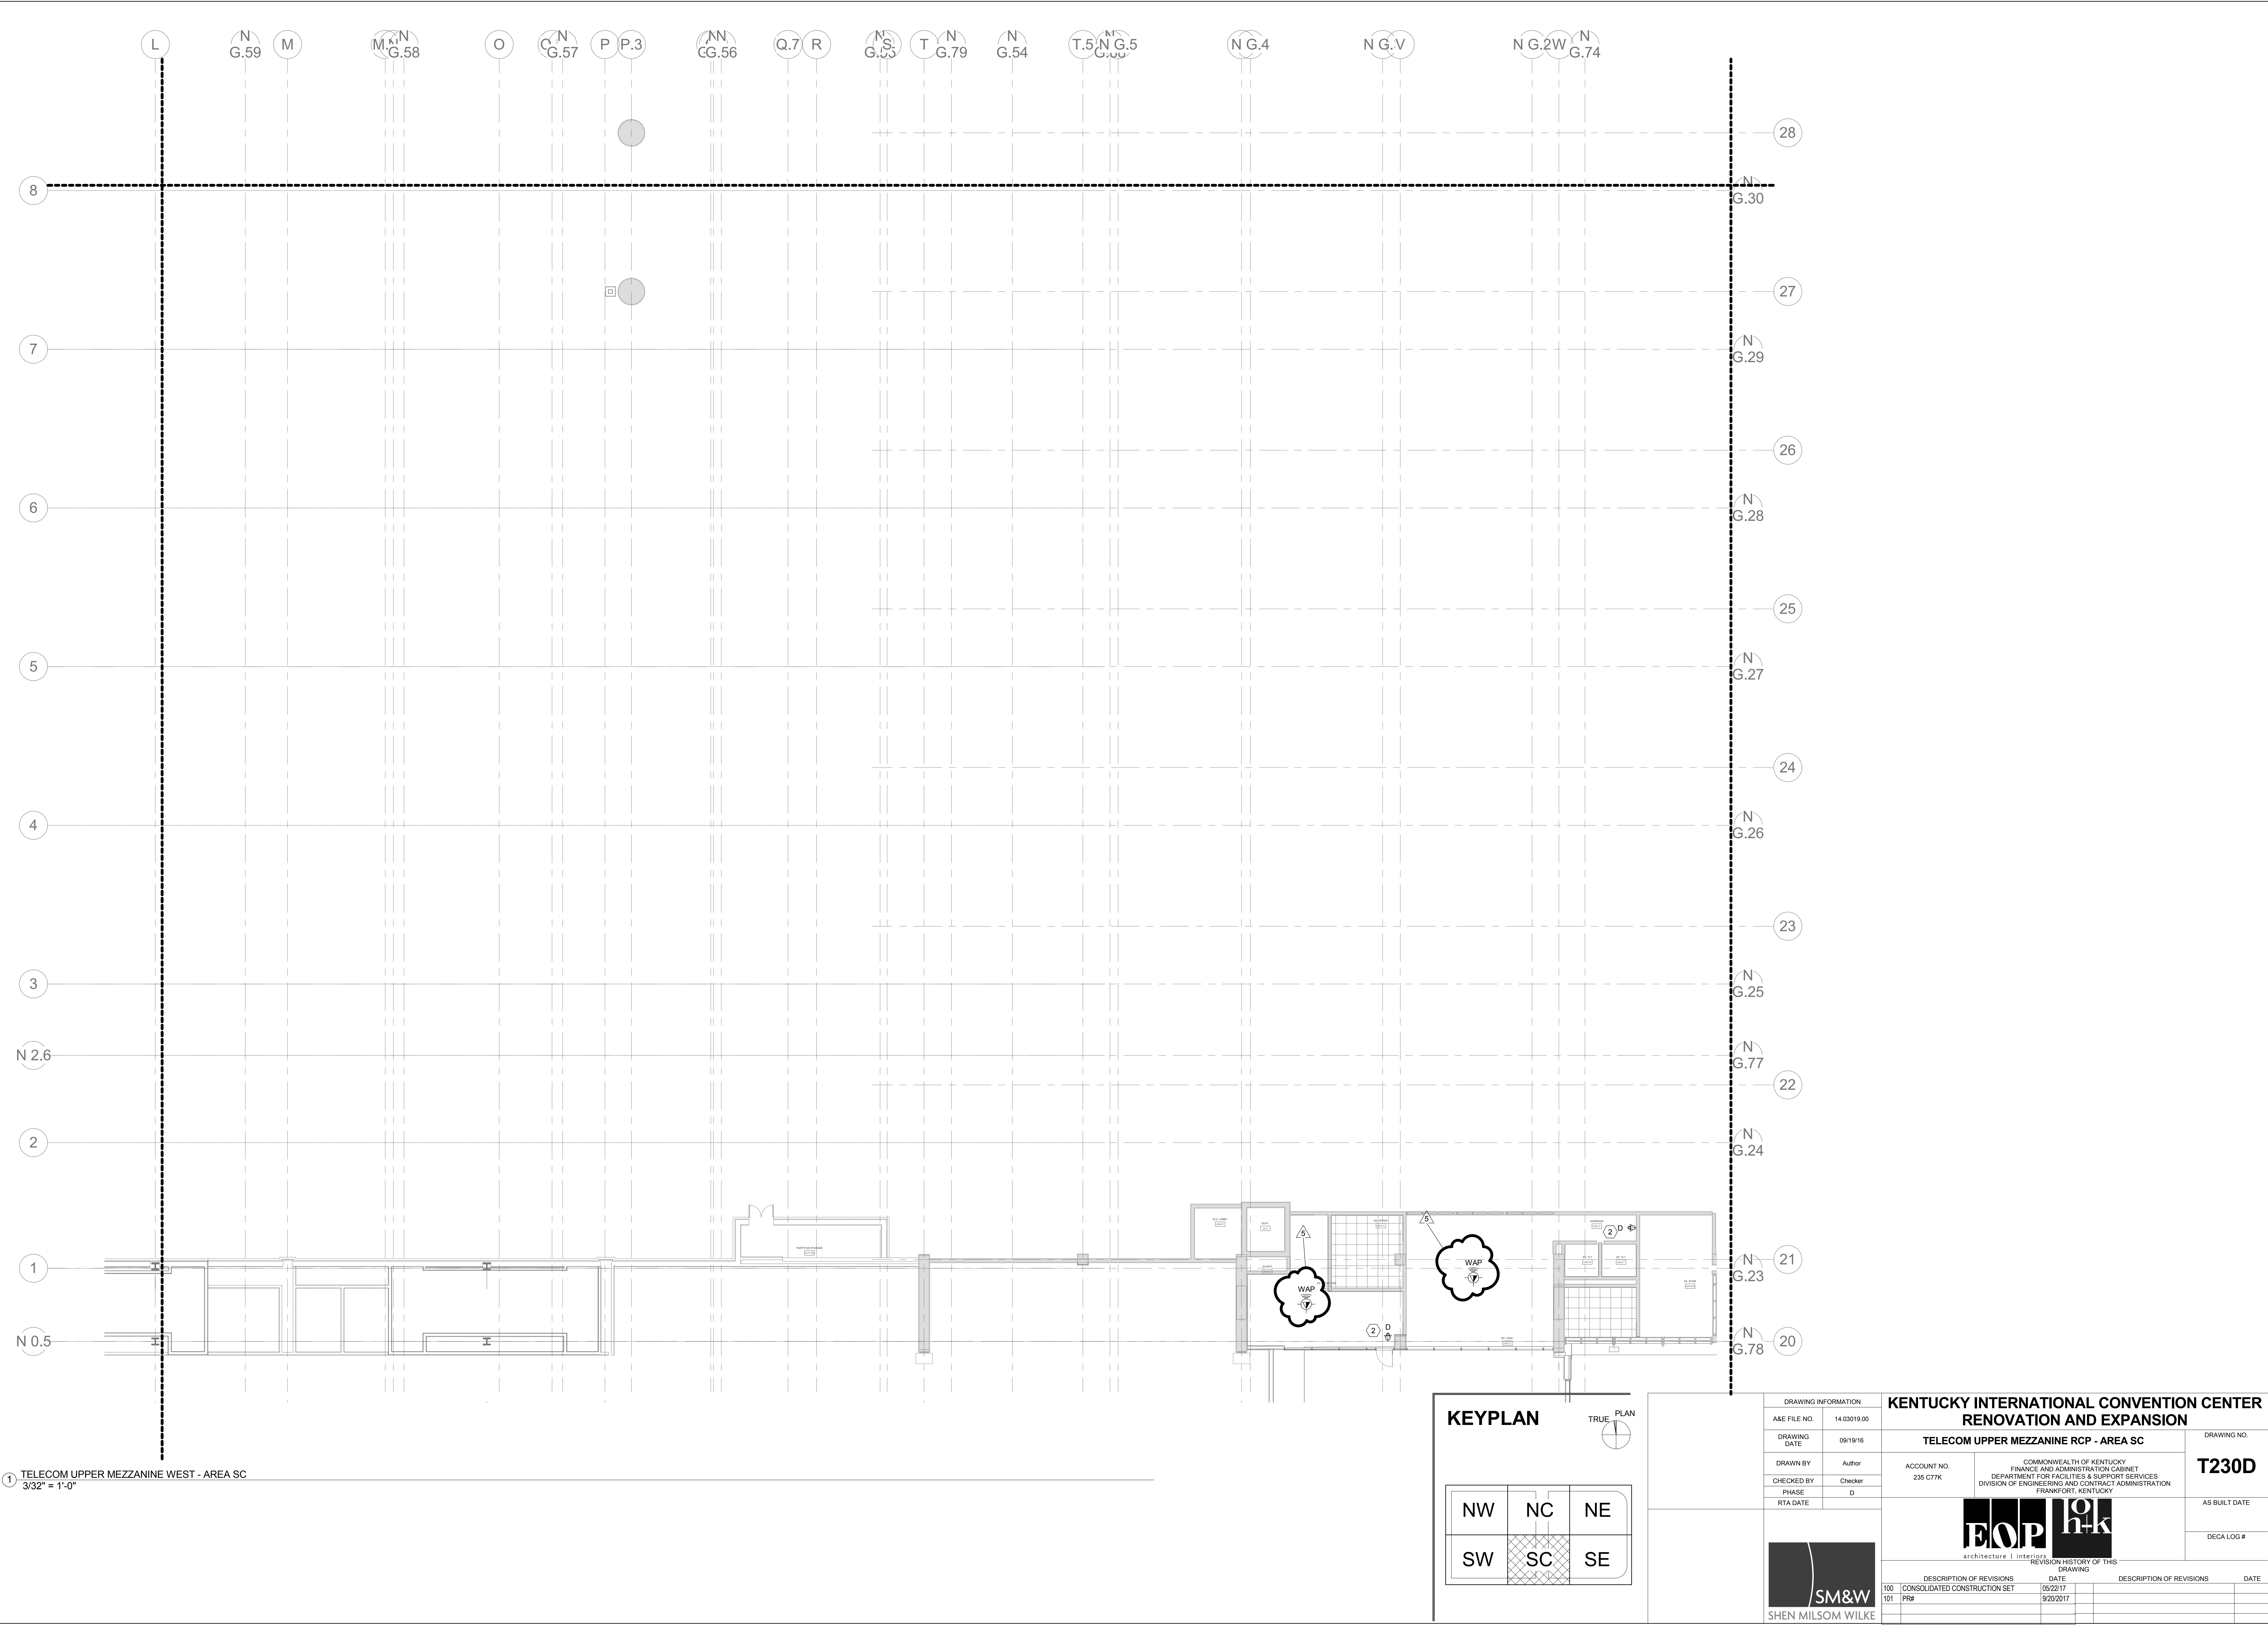 L
N
G.59
M
N
G.58
O
N
G.57
P
P.3
N
G.56
Q.7
R
S
T
N
G.79
N
G.54
T.5
N G.5
N G.4
V
N G.2
W
N
G.74
28
8
N
G.30
27
7
N
G.29
26
6
N
G.28
25
5
N
G.27
24
4
N
G.26
23
3
N
G.25
N 2.6
N
G.77
22
2
N
G.24
PARTITION STORAGE
5
5
2
D
1
WAP
WAP
21
N
G.23
2
D
N 0.5
N
G.78
20
1
TELECOM UPPER MEZZANINE WEST - AREA SC
3/32" = 1'-0"
KEYPLAN
TRUE
PLAN
NW
NC
NE
SW
SC
SE
DRAWING INFORMATION
A&E FILE NO.
14.03019.00
DRAWING
DATE
09/19/16
DRAWN BY
Author
CHECKED BY
Checker
PHASE
D
RTA DATE
SM&W
SHEN MILSOM WILKE
KENTUCKY INTERNATIONAL CONVENTION CENTER
RENOVATION AND EXPANSION
TELECOM UPPER MEZZANINE RCP - AREA SC
DRAWING NO.
T230D
ACCOUNT NO.
235 C77K
COMMONWEALTH OF KENTUCKY
FINANCE AND ADMINISTRATION CABINET
DEPARTMENT FOR FACILITIES & SUPPORT SERVICES
DIVISION OF ENGINEERING AND CONTRACT ADMINISTRATION
FRANKFORT, KENTUCKY
EOP
architecture | interiors
hok
AS BUILT DATE
DECA LOG #
REVISION HISTORY OF THIS
DRAWING
DESCRIPTION OF REVISIONS
DATE
DESCRIPTION OF REVISIONS
DATE
100 CONSOLIDATED CONSTRUCTION SET 05/22/17
101 PR# 9/20/2017